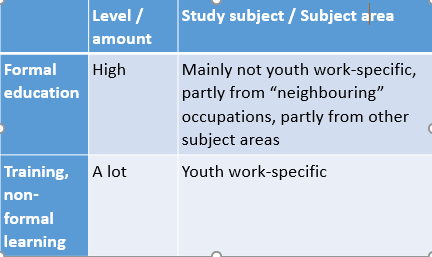 Level / amount
Study subject / Subject area
Formal education
High
Mainly not youth work-specific,
partly from “neighbouring”
occupations, partly from other
subject areas
Training,
non-
formal
learning
A lot
Youth work-specific